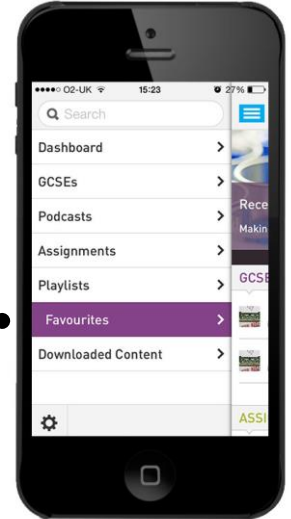 ●●●●○ O2-UK 15:23 27%
Search
Dashboard
GCSEs
Podcasts
Assignments
Playlists
Favourites
Downloaded Content
Rece
Makin
GCSE
ASSI